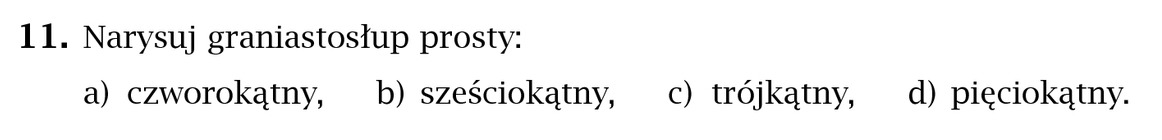 11. Narysuj graniastosłup prosty:
a) czworokątny, b) sześciokątny, c) trójkątny, d) pięciokątny.